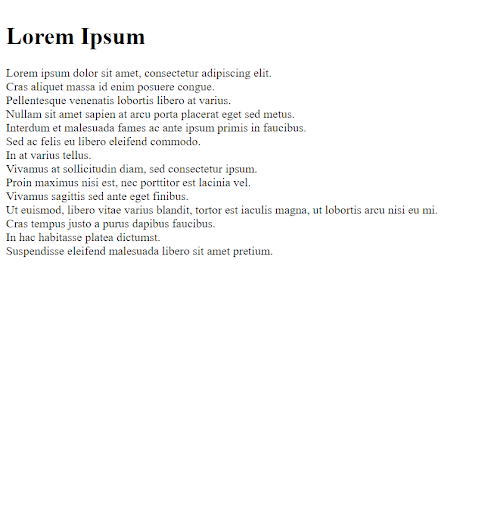 Lorem Ipsum
Lorem ipsum dolor sit amet, consectetur adipiscing elit.
Cras aliquet massa id enim posuere congue.
Pellentesque venenatis lobortis libero at varius.
Nullam sit amet sapien at arcu porta placerat eget sed metus.
Interdum et malesuada fames ac ante ipsum primis in faucibus.
Sed ac felis eu libero eleifend commodo.
In at varius tellus.
Vivamus at sollicitudin diam, sed consectetur ipsum.
Proin maximus nisi est, nec porttitor est lacinia vel.
Vivamus sagittis sed ante eget finibus.
Ut euismod, libero vitae varius blandit, tortor est iaculis magna, ut lobortis arcu nisi eu mi.
Cras tempus justo a purus dapibus faucibus.
In hac habitasse platea dictumst.
Suspendisse eleifend malesuada libero sit amet pretium.